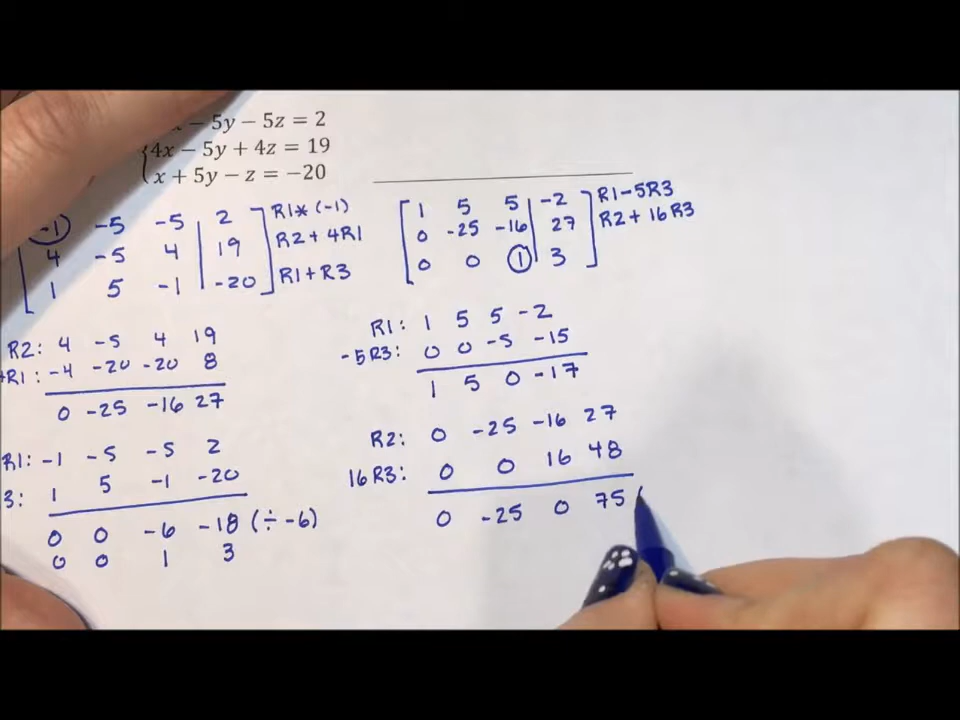 - 5y - 5z = 2
4x - 5y + 4z = 19
x + 5y - z = -20
-1 -5 -5 2 R1*(-1)
4 -5 4 19 R2+4R1
1 5 -1 -20 R1+R3
R2: 4 -5 4 19
R1: -4 -20 -20 8
0 -25 -16 27
R1: -1 -5 -5 2
3: 1 5 -1 -20
0 0 -6 -18 (÷ -6)
0 0 1 3
1 5 5 -2 R1-5R3
0 -25 -16 27 R2+16R3
0 0 1 3
R1: 1 5 5 -2
-5R3: 0 0 -5 -15
1 5 0 -17
R2: 0 -25 -16 27
16R3: 0 0 16 48
0 -25 0 75 (